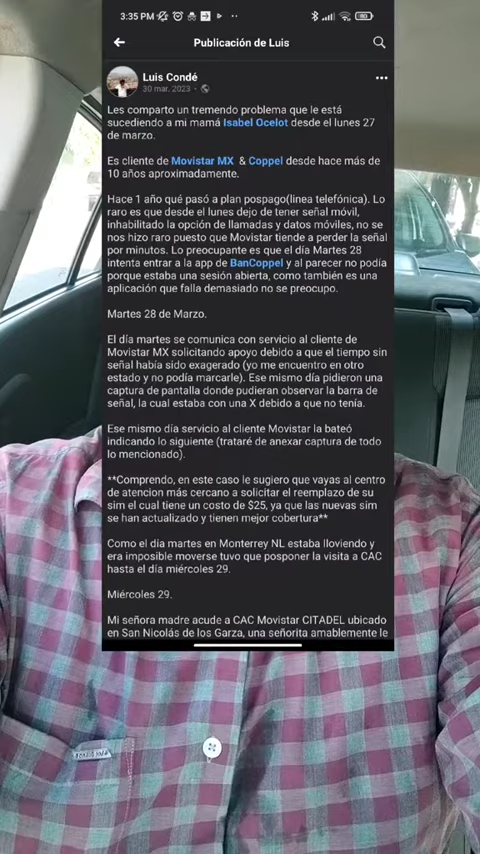 3:35 PM
Publicación de Luis
Luis Condé
30 mar. 2023 ·
Les comparto un tremendo problema que le está
sucediendo a mi mamá Isabel Ocelot desde el lunes 27
de marzo.
Es cliente de Movistar MX & Coppel desde hace más de
10 años aproximadamente.
Hace 1 año qué pasó a plan pospago(linea telefónica). Lo
raro es que desde el lunes dejo de tener señal móvil,
inhabilitado la opción de llamadas y datos móviles, no se
nos hizo raro puesto que Movistar tiende a perder la señal
por minutos. Lo preocupante es que el día Martes 28
intenta entrar a la app de BanCoppel y al parecer no podía
porque estaba una sesión abierta, como también es una
aplicación que falla demasiado no se preocupo.
Martes 28 de Marzo.
El día martes se comunica con servicio al cliente de
Movistar MX solicitando apoyo debido a que el tiempo sin
señal había sido exagerado (yo me encuentro en otro
estado y no podía marcarle). Ese mismo día pidieron una
captura de pantalla donde pudieran observar la barra de
señal, la cual estaba con una X debido a que no tenía.
Ese mismo día servicio al cliente Movistar la bateó
indicando lo siguiente (trataré de anexar captura de todo
lo mencionado).
**Comprendo, en este caso le sugiero que vayas al centro
de atencion más cercano a solicitar el reemplazo de su
sim el cual tiene un costo de $25, ya que las nuevas sim
se han actualizado y tienen mejor cobertura**
Como el dia martes en Monterrey NL estaba lloviendo y
era imposible moverse tuvo que posponer la visita a CAC
hasta el día miércoles 29.
Miércoles 29.
Mi señora madre acude a CAC Movistar CITADEL ubicado
en San Nicolás de los Garza, una señorita amablemente le